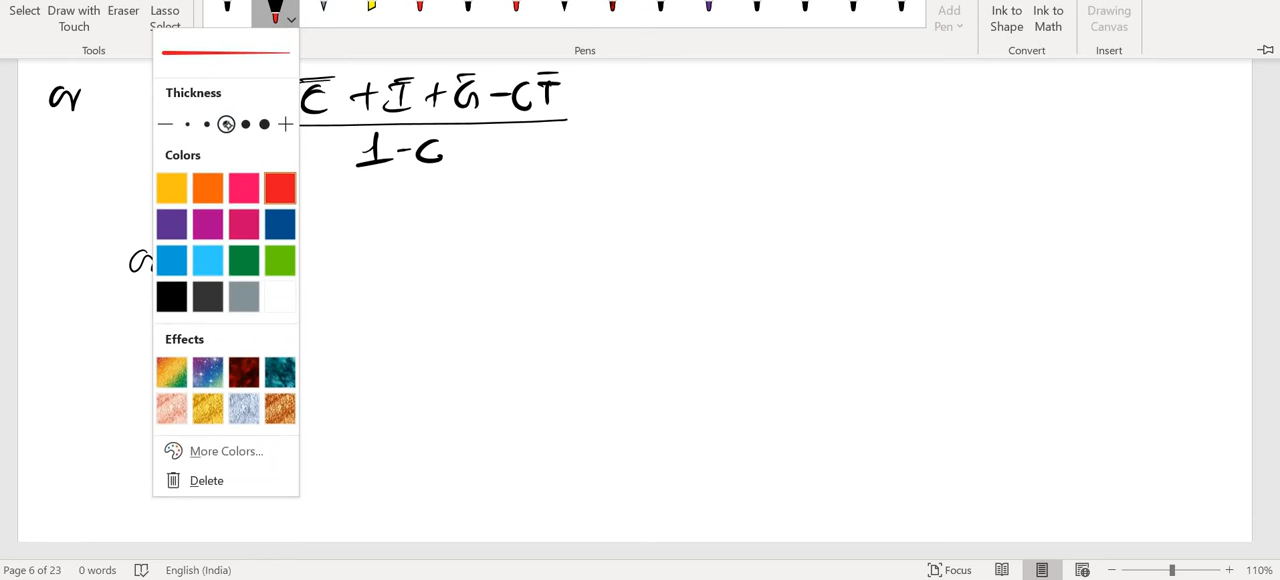 Select Draw with Touch Eraser Lasso Select
Add Pen
Ink to Shape Ink to Math
Drawing Canvas
Tools Pens Convert Insert
or C̅ + I̅ + G̅ - CT̅
1 - C
Thickness
Colors
Effects
More Colors...
Delete
Page 6 of 23 0 words English (India) Focus 110%